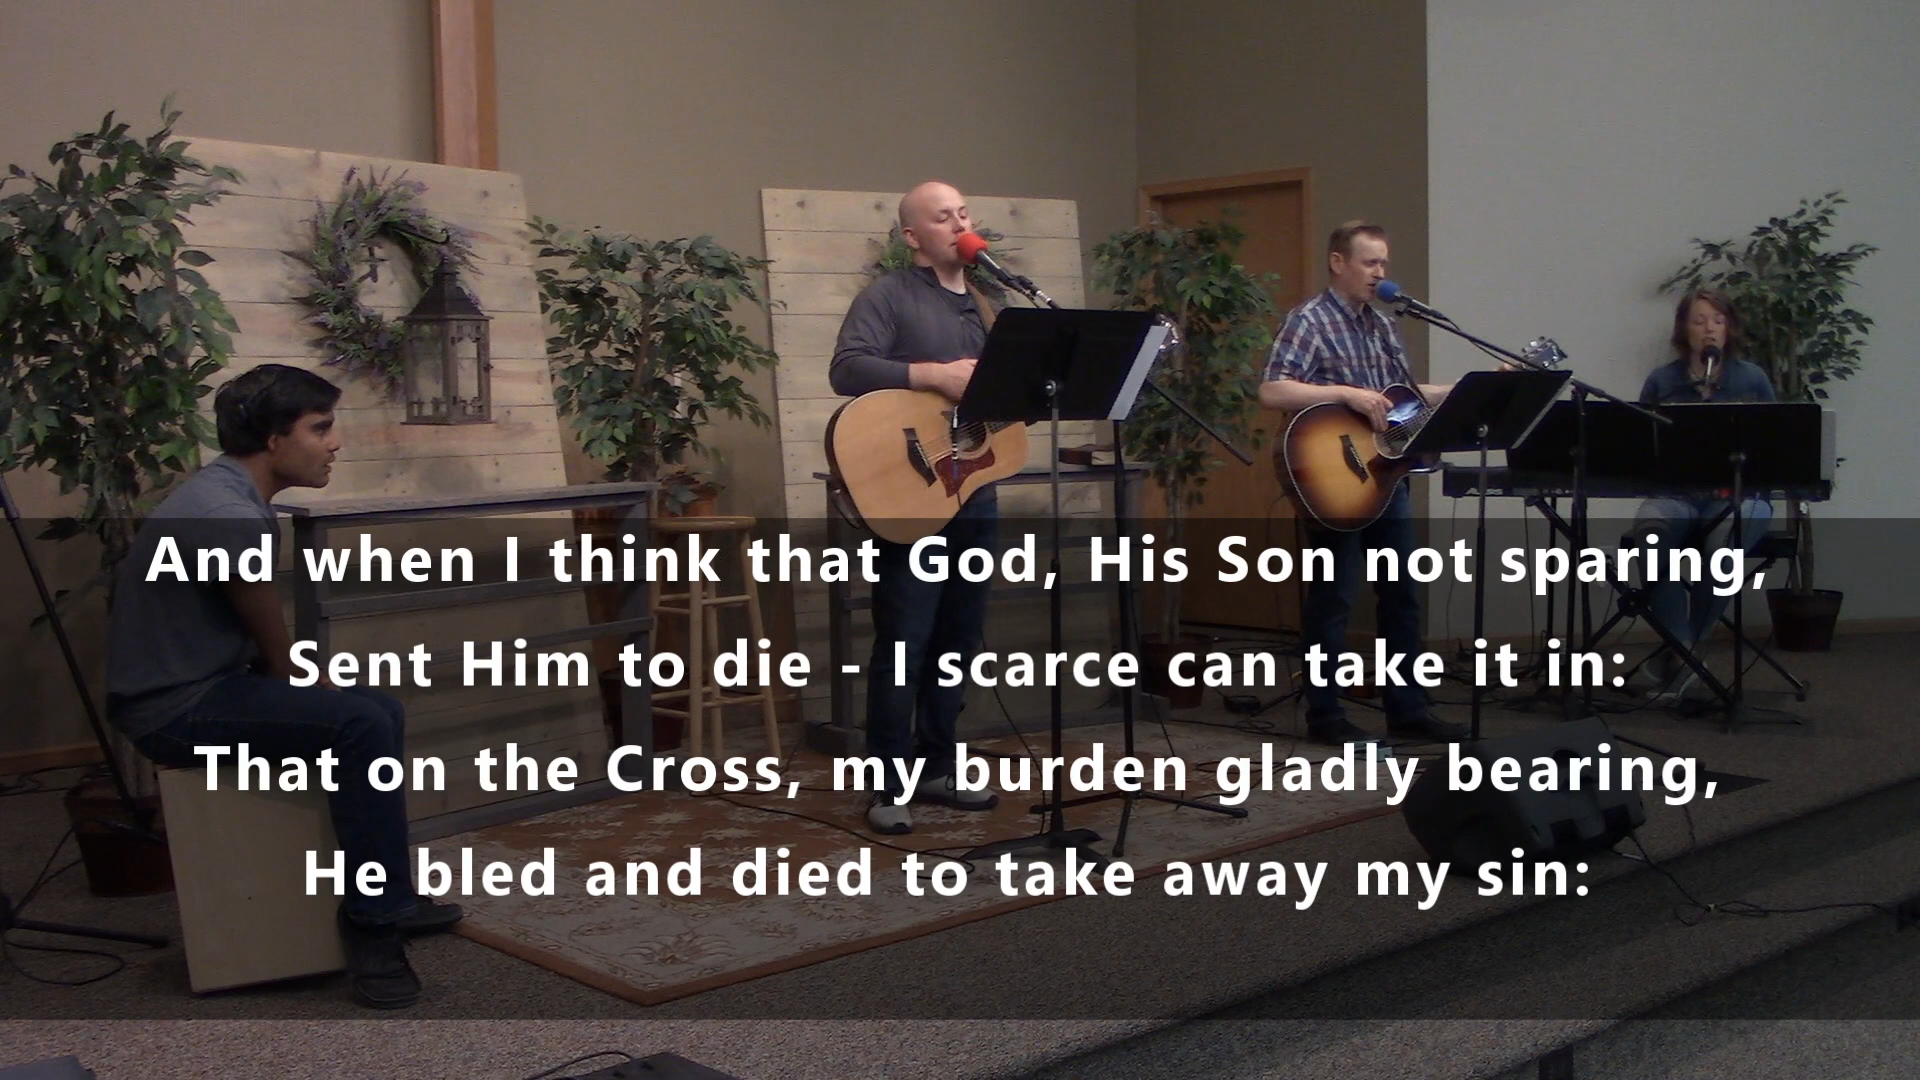 And when I think that God, His Son not sparing,
Sent Him to die - I scarce can take it in:
That on the Cross, my burden gladly bearing,
He bled and died to take away my sin: